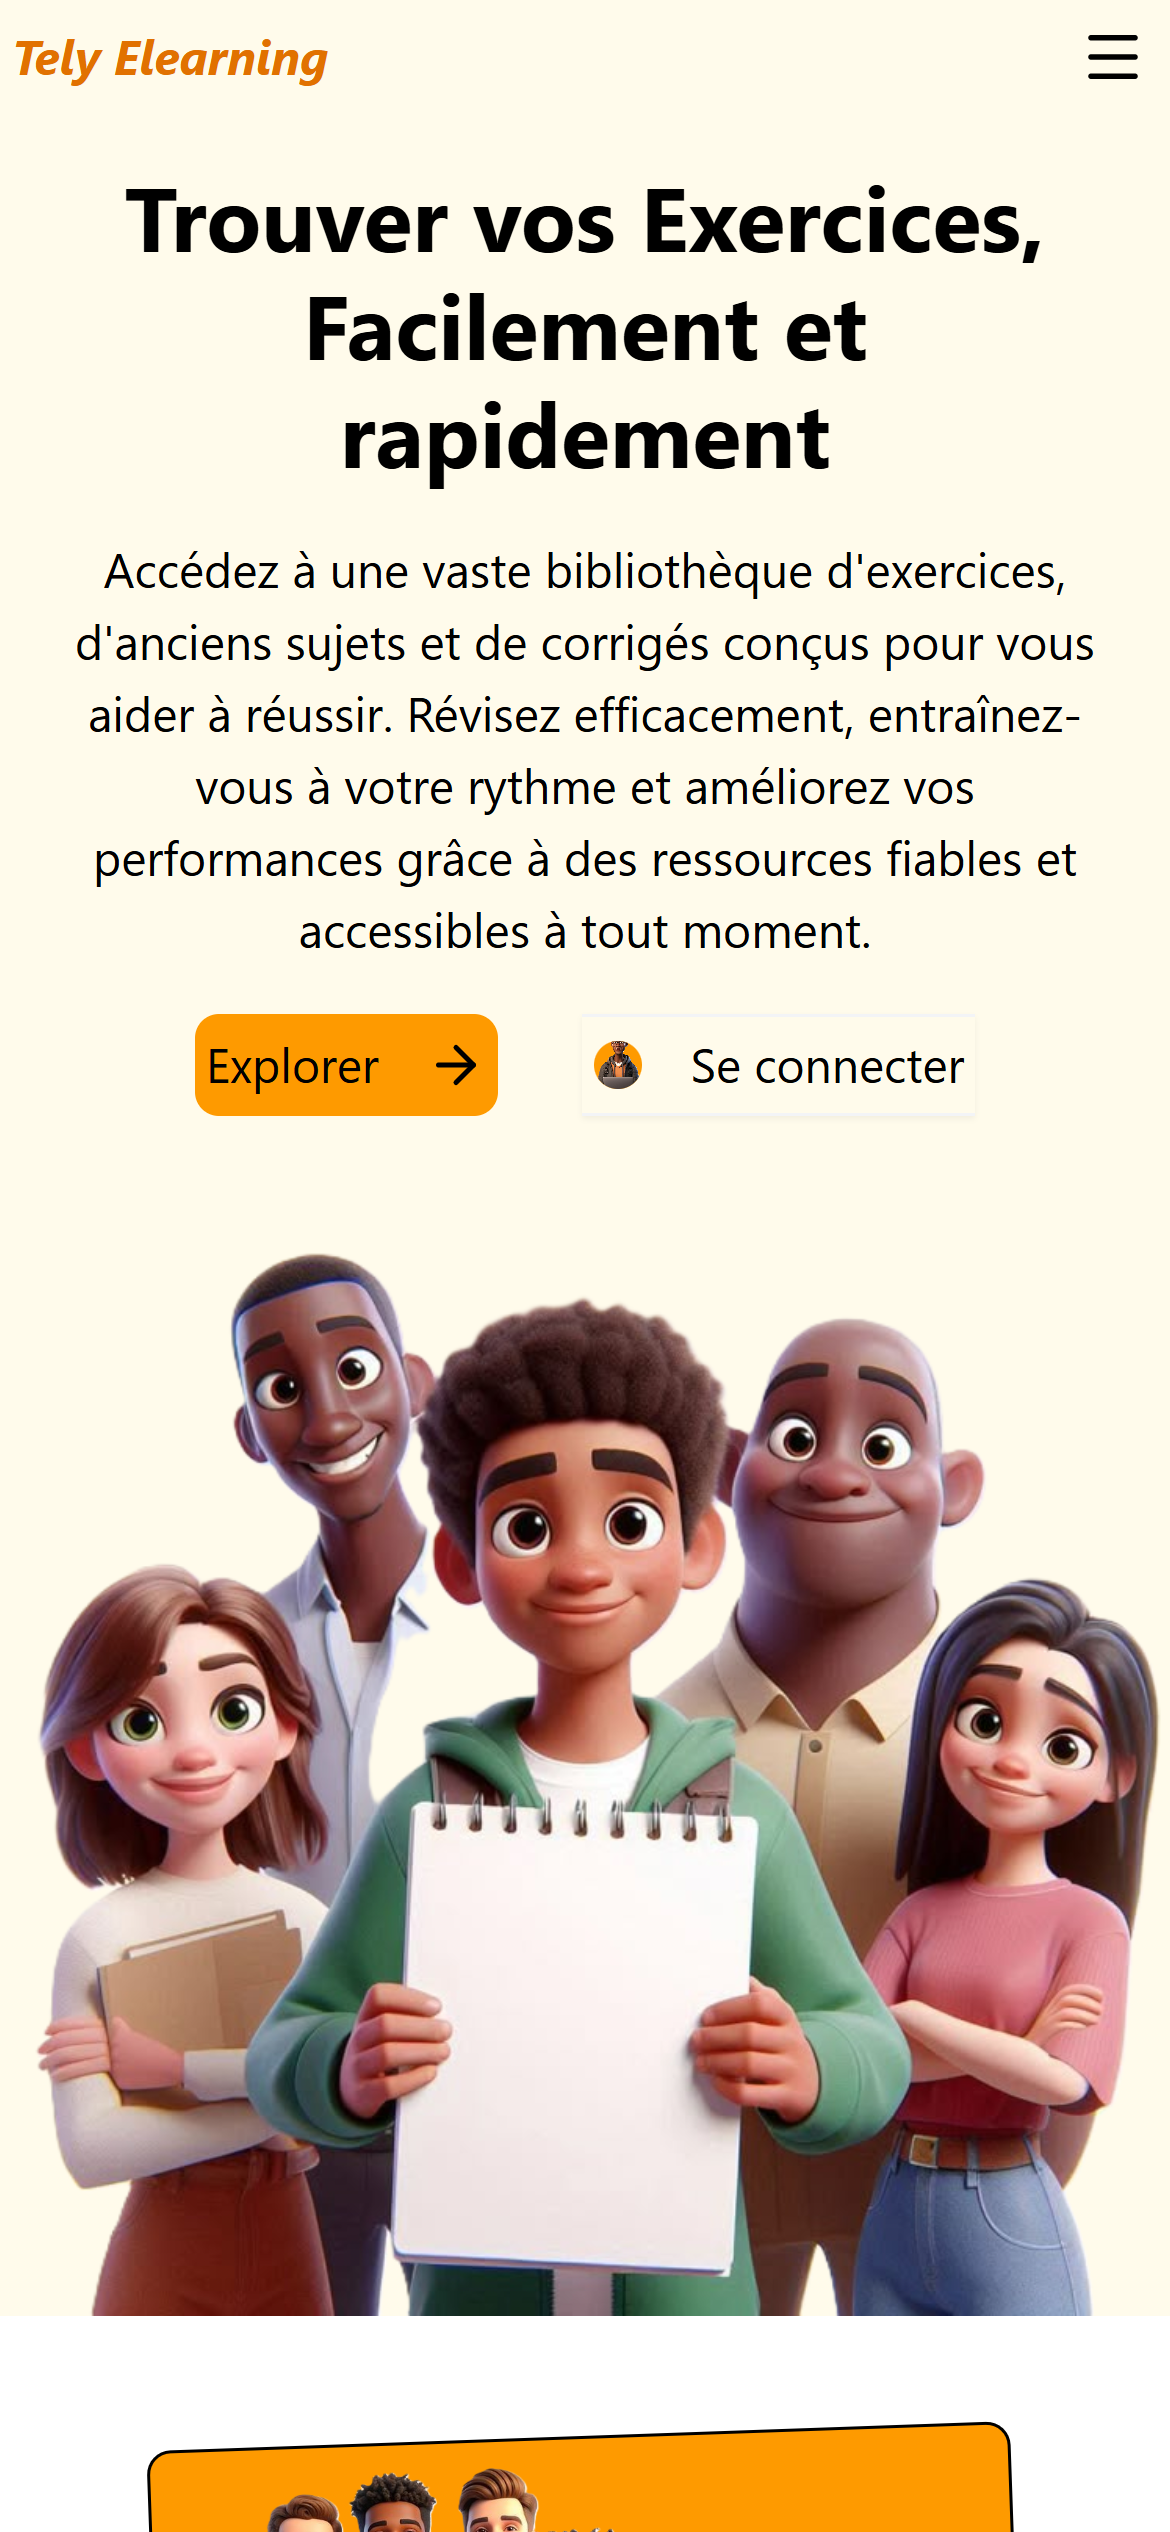 Tely Elearning
Trouver vos Exercices,
Facilement et
rapidement
Accédez à une vaste bibliothèque d'exercices,
d'anciens sujets et de corrigés conçus pour vous
aider à réussir. Révisez efficacement, entraînez-
vous à votre rythme et améliorez vos
performances grâce à des ressources fiables et
accessibles à tout moment.
Explorer
Se connecter